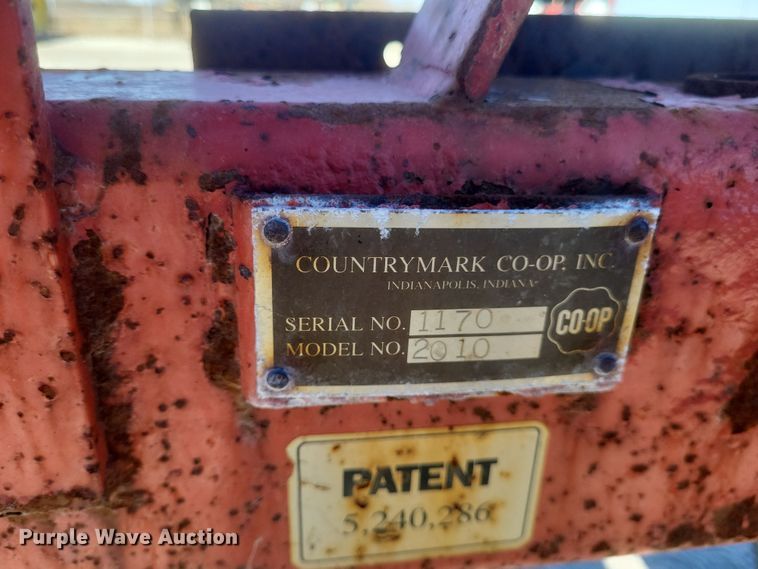 COUNTRYMARK CO-OP, INC.
INDIANAPOLIS, INDIANA
SERIAL NO. 1170
MODEL NO. 2010
CO-OP
PATENT
5,240,286
Purple Wave Auction